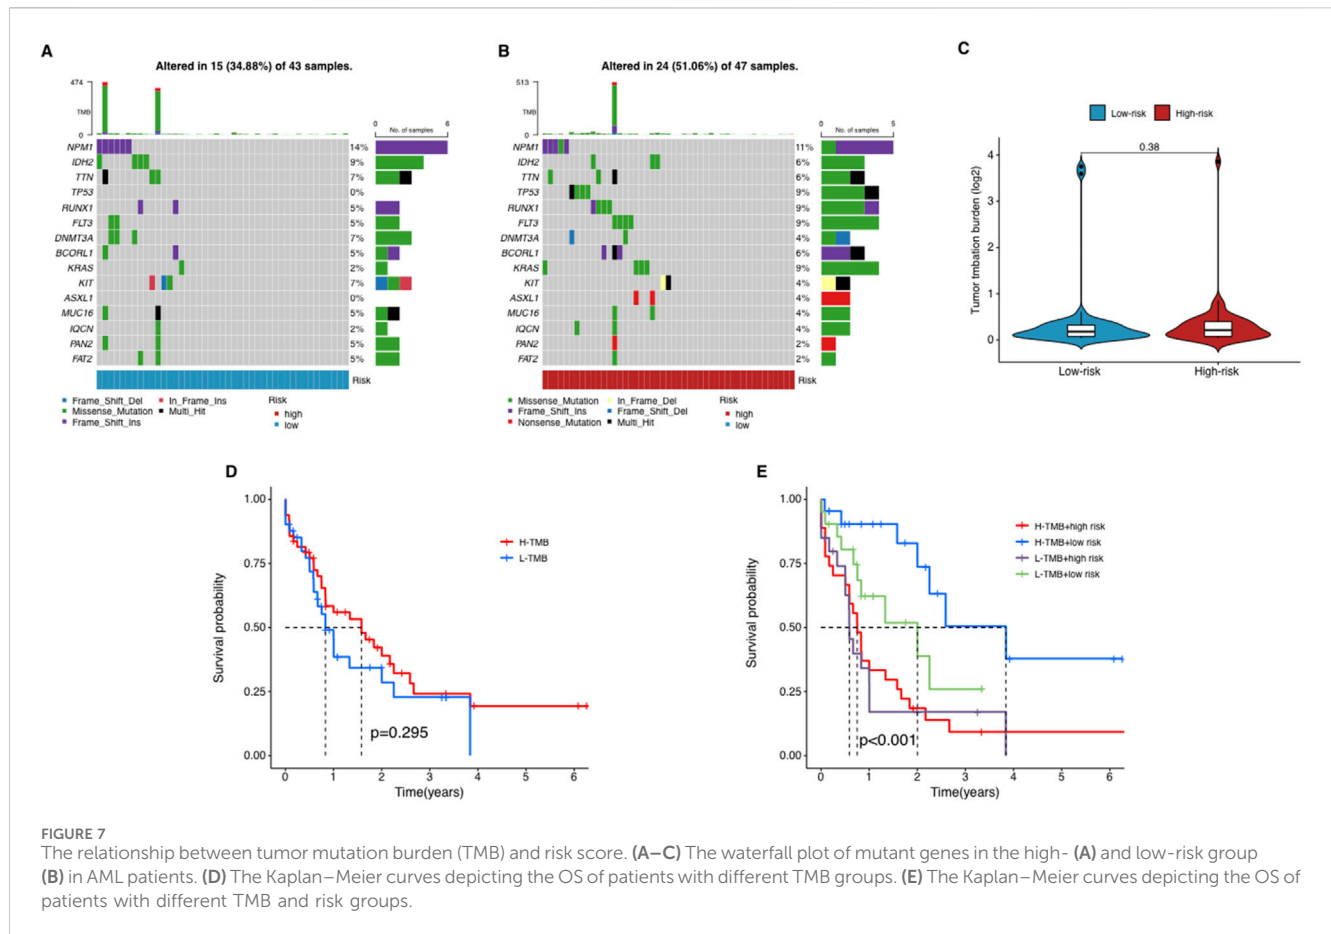 A
Altered in 15 (34.88%) of 43 samples.
474
TMB
0
0 6
No. of samples
NPM1 14%
IDH2 9%
TTN 7%
TP53 0%
RUNX1 5%
FLT3 5%
DNMT3A 7%
BCORL1 5%
KRAS 2%
KIT 7%
ASXL1 0%
MUC16 5%
IQCN 2%
PAN2 5%
FAT2 5%
Risk
Frame_Shift_Del In_Frame_Ins Risk
Missense_Mutation Multi_Hit high
Frame_Shift_Ins low
B
Altered in 24 (51.06%) of 47 samples.
513
TMB
0
0 5
No. of samples
NPM1 11%
IDH2 6%
TTN 6%
TP53 9%
RUNX1 9%
FLT3 9%
DNMT3A 4%
BCORL1 6%
KRAS 9%
KIT 4%
ASXL1 4%
MUC16 4%
IQCN 4%
PAN2 2%
FAT2 2%
Risk
Missense_Mutation In_Frame_Del Risk
Frame_Shift_Ins Frame_Shift_Del high
Nonsense_Mutation Multi_Hit low
C
Low-risk High-risk
0.38
Tumor tmbation burden (log2)
4
3
2
1
0
Low-risk High-risk
D
Survival probability
1.00
0.75
0.50
0.25
0.00
H-TMB
L-TMB
p=0.295
0 1 2 3 4 5 6
Time(years)
E
Survival probability
1.00
0.75
0.50
0.25
0.00
H-TMB+high risk
H-TMB+low risk
L-TMB+high risk
L-TMB+low risk
p<0.001
0 1 2 3 4 5 6
Time(years)
FIGURE 7
The relationship between tumor mutation burden (TMB) and risk score. (A–C) The waterfall plot of mutant genes in the high- (A) and low-risk group
(B) in AML patients. (D) The Kaplan–Meier curves depicting the OS of patients with different TMB groups. (E) The Kaplan–Meier curves depicting the OS of
patients with different TMB and risk groups.